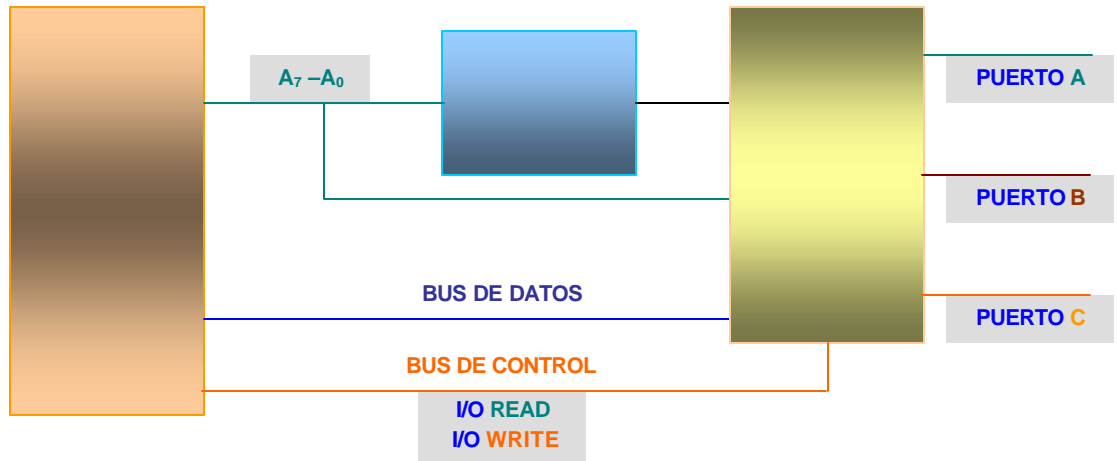 A₇ –A₀
PUERTO A
PUERTO B
BUS DE DATOS
PUERTO C
BUS DE CONTROL
I/O READ
I/O WRITE